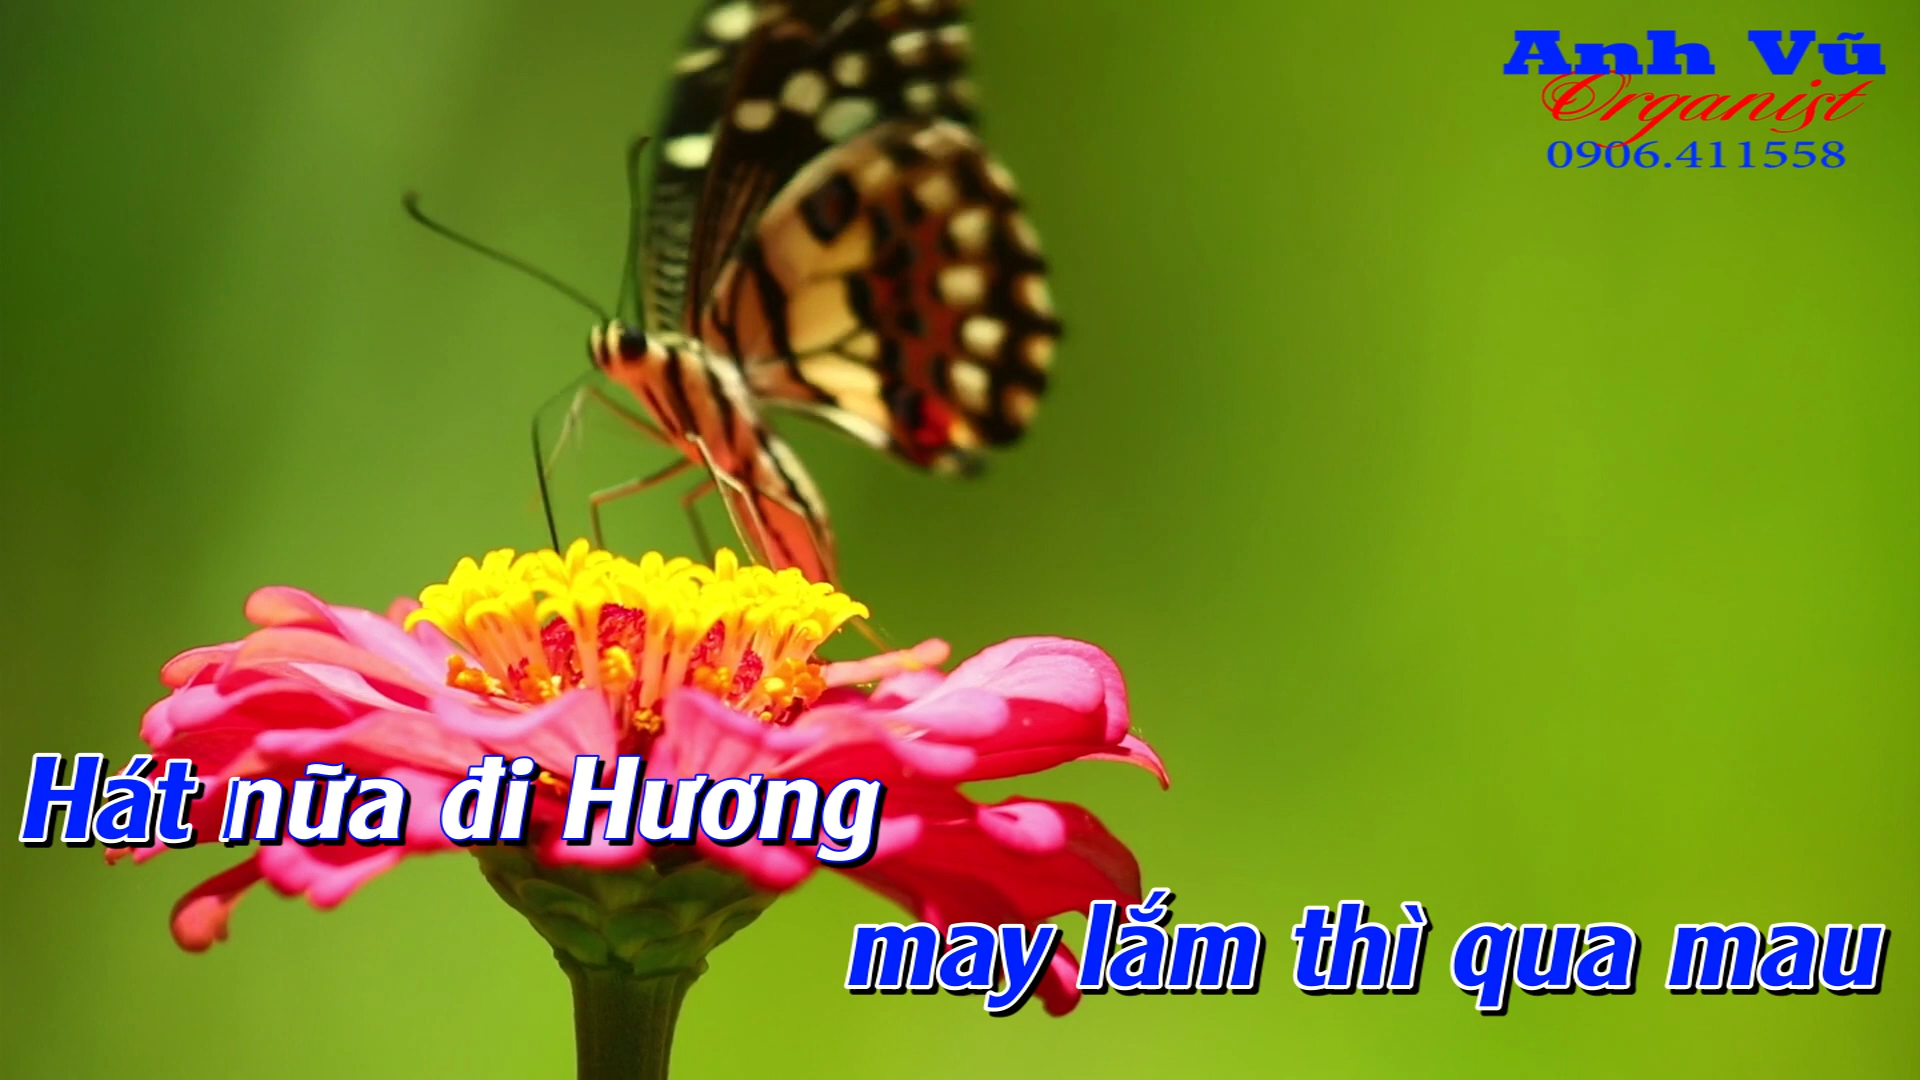 Anh Vũ
Organist
0906.411558
Hát nữa đi Hương
may lắm thì qua mau